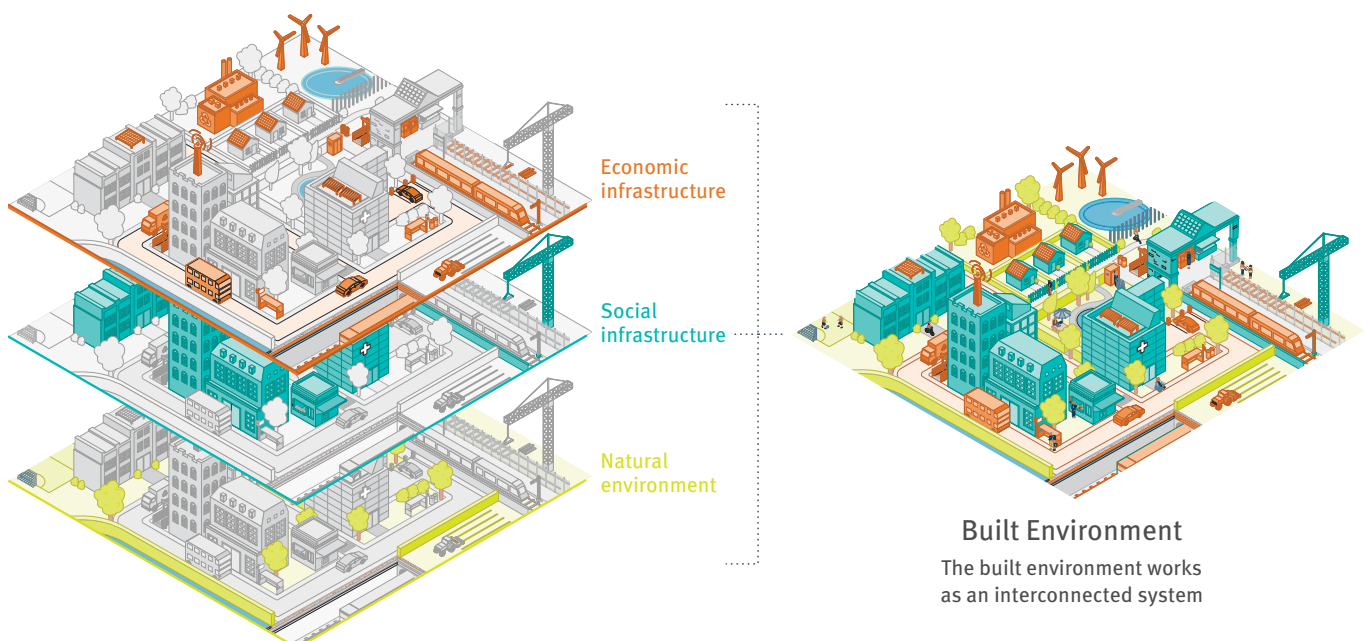 Economic
infrastructure
Social
infrastructure
Natural
environment
Built Environment
The built environment works
as an interconnected system